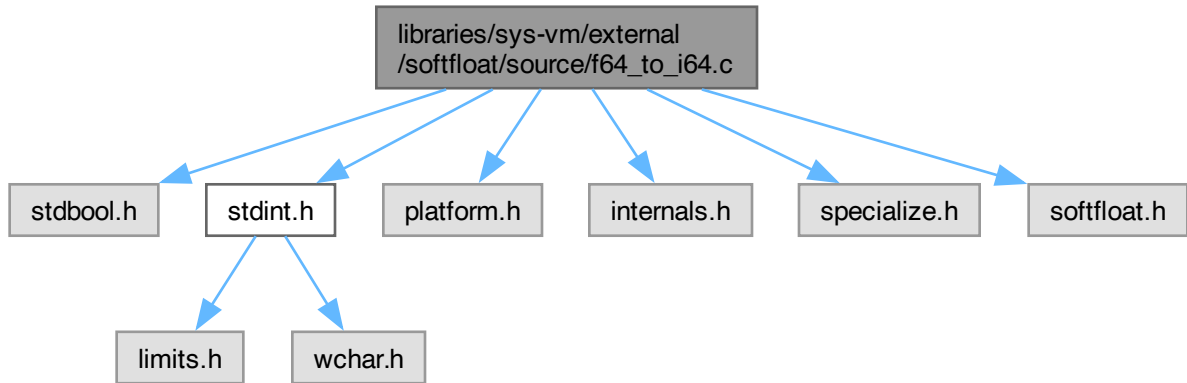 libraries/sys-vm/external
/softfloat/source/f64_to_i64.c
stdbool.h
stdint.h
platform.h
internals.h
specialize.h
softfloat.h
limits.h
wchar.h